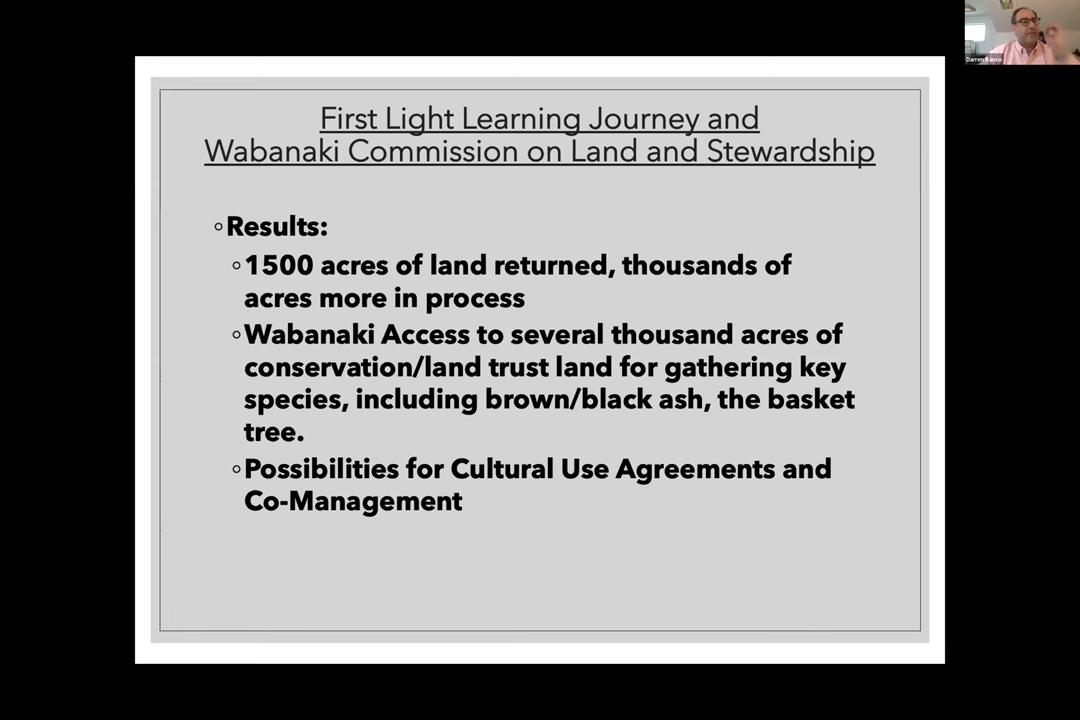 First Light Learning Journey and
Wabanaki Commission on Land and Stewardship
◦Results:
◦1500 acres of land returned, thousands of
acres more in process
◦Wabanaki Access to several thousand acres of
conservation/land trust land for gathering key
species, including brown/black ash, the basket
tree.
◦Possibilities for Cultural Use Agreements and
Co-Management
Darren Ranco